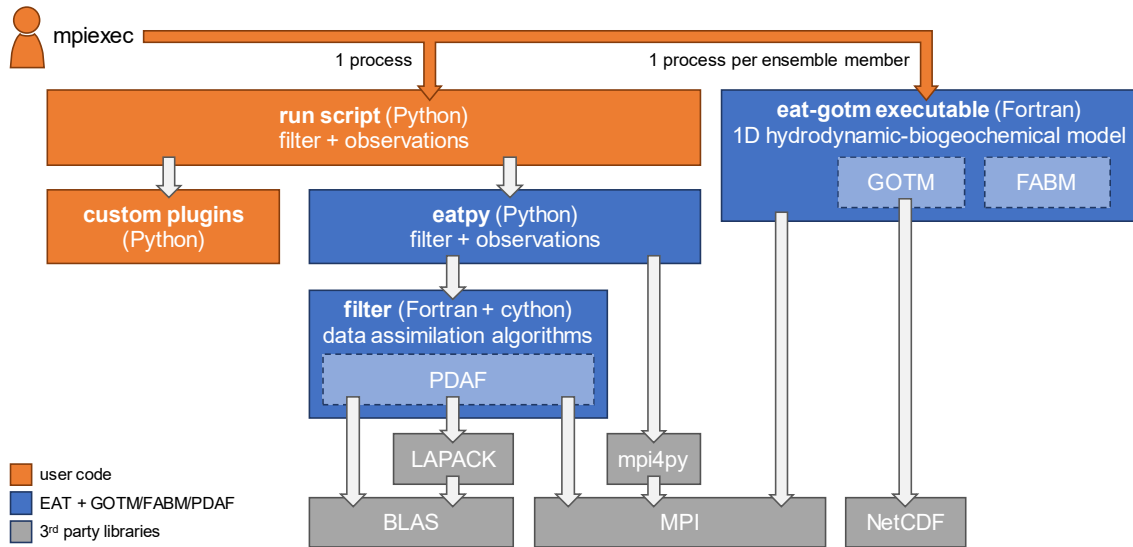 mpiexec
1 process
1 process per ensemble member
run script (Python)
filter + observations
eat-gotm executable (Fortran)
1D hydrodynamic-biogeochemical model
GOTM
FABM
custom plugins
(Python)
eatpy (Python)
filter + observations
filter (Fortran + cython)
data assimilation algorithms
PDAF
LAPACK
mpi4py
BLAS
MPI
NetCDF
user code
EAT + GOTM/FABM/PDAF
3rd party libraries